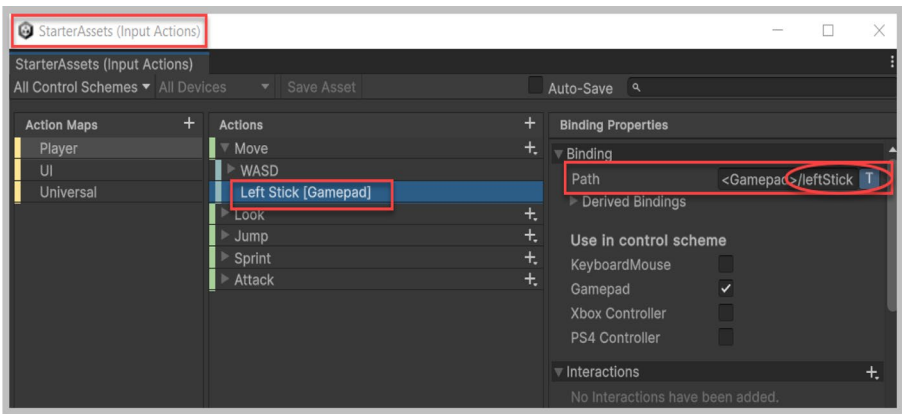 StarterAssets (Input Actions)
StarterAssets (Input Actions)
All Control Schemes All Devices Save Asset Auto-Save
Action Maps +
Player
UI
Universal
Actions +
Move +
WASD
Left Stick [Gamepad]
Look +
Jump +
Sprint +
Attack +
Binding Properties
Binding
Path <Gamepad>/leftStick T
Derived Bindings
Use in control scheme
KeyboardMouse
Gamepad
Xbox Controller
PS4 Controller
Interactions +
No Interactions have been added.